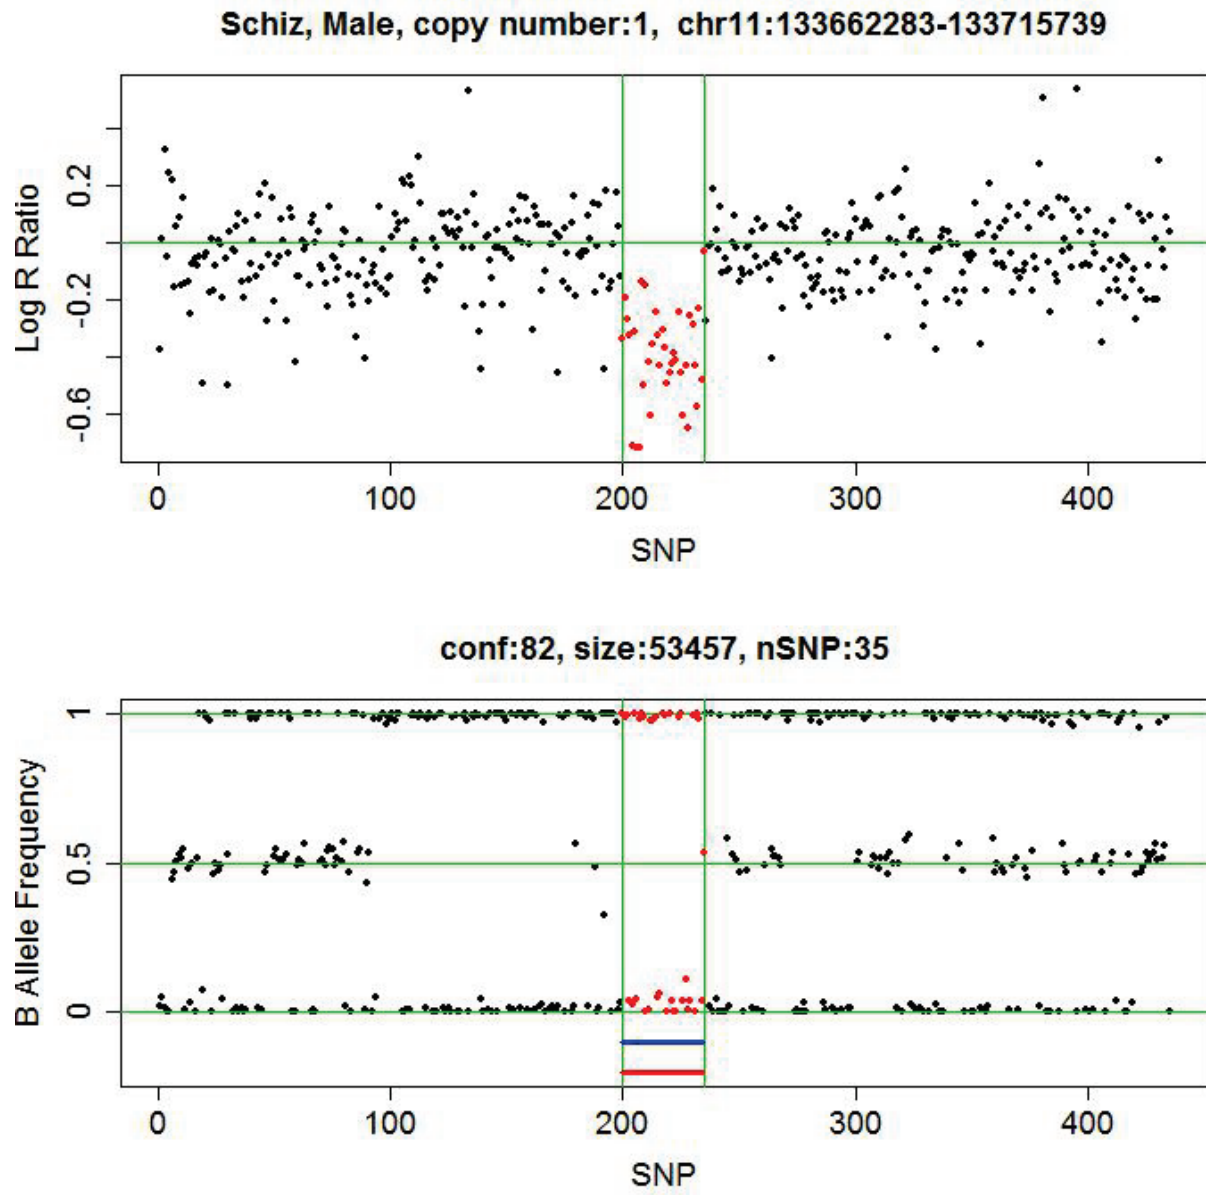 Schiz, Male, copy number:1,  chr11:133662283-133715739
Log R Ratio
0.2
-0.2
-0.6
0 100 200 300 400
SNP
conf:82, size:53457, nSNP:35
B Allele Frequency
1
0.5
0
0 100 200 300 400
SNP